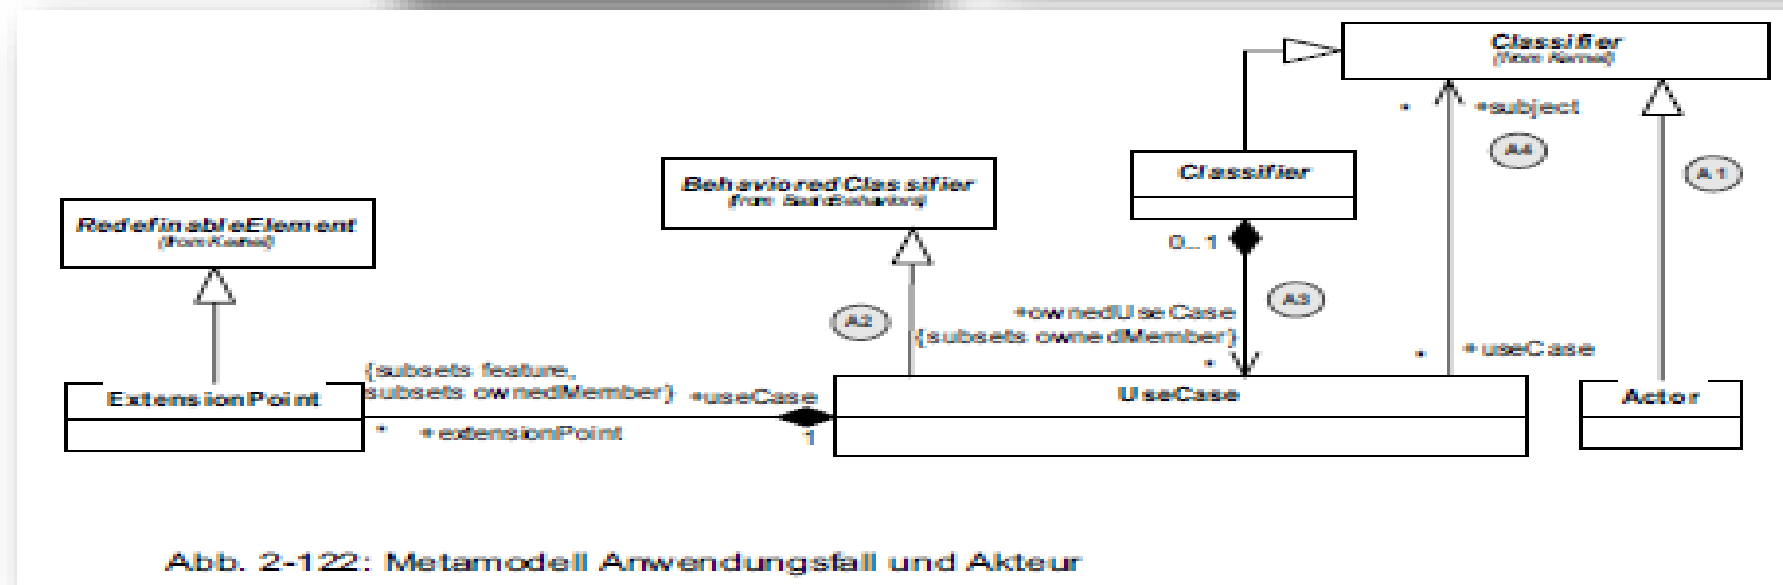 Classifier
(from Kernel)
* +subject
A4
A1
Classifier
BehavioredClassifier
(from BasicBehaviors)
RedefinableElement
(from Kernel)
0..1
A3
A2
+ownedUseCase
{subsets ownedMember}
*
* +useCase
{subsets feature,
subsets ownedMember}
+useCase
1
ExtensionPoint
* +extensionPoint
UseCase
Actor
Abb. 2-122: Metamodell Anwendungsfall und Akteur